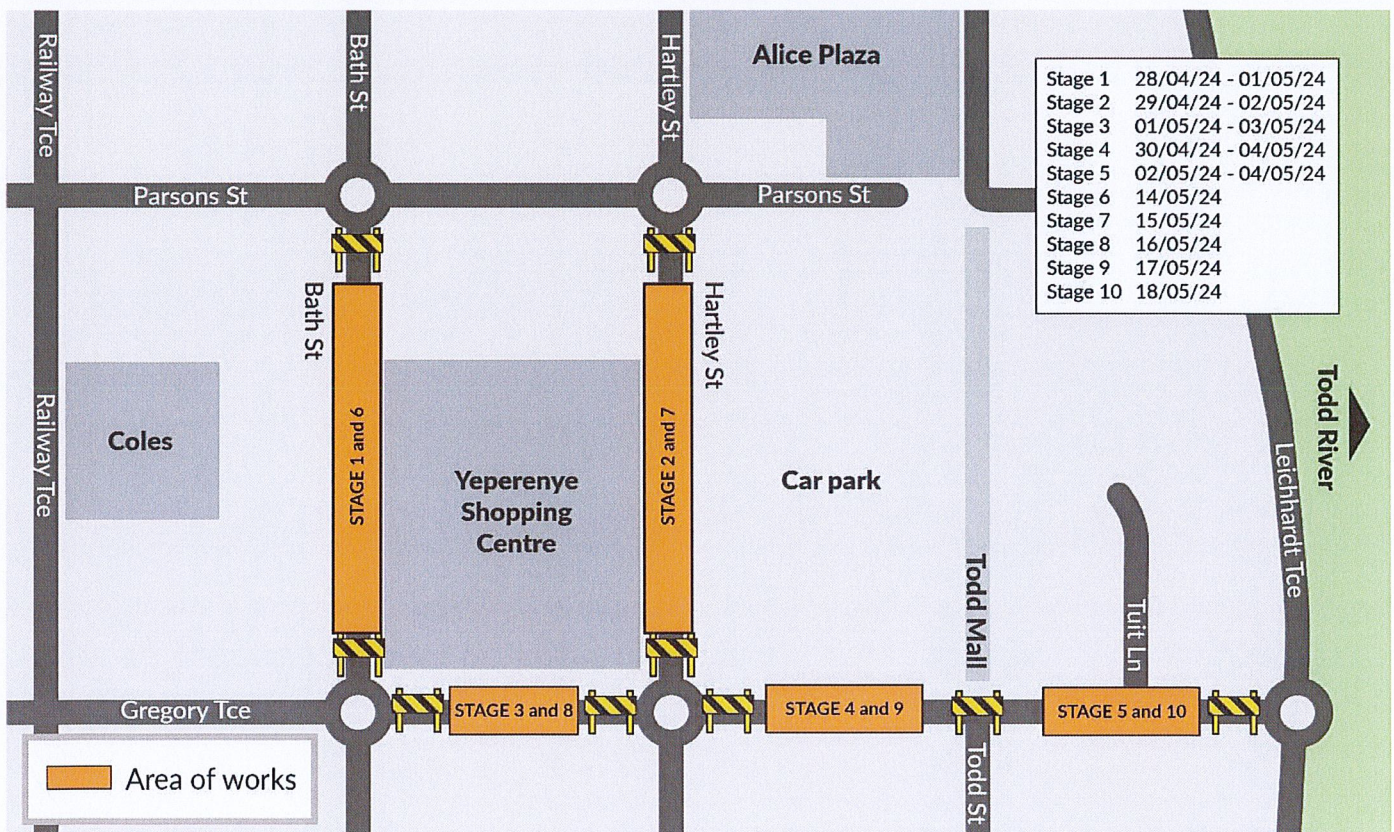 Railway Tce
Bath St
Hartley St
Alice Plaza
Stage 1 28/04/24 - 01/05/24
Stage 2 29/04/24 - 02/05/24
Stage 3 01/05/24 - 03/05/24
Stage 4 30/04/24 - 04/05/24
Stage 5 02/05/24 - 04/05/24
Stage 6 14/05/24
Stage 7 15/05/24
Stage 8 16/05/24
Stage 9 17/05/24
Stage 10 18/05/24
Parsons St
Parsons St
Bath St
Hartley St
Railway Tce
Coles
STAGE 1 and 6
Yeperenye
Shopping
Centre
STAGE 2 and 7
Car park
Todd Mall
Tuit Ln
Leichhardt Tce
Todd River
Gregory Tce
STAGE 3 and 8
STAGE 4 and 9
STAGE 5 and 10
Todd St
Area of works